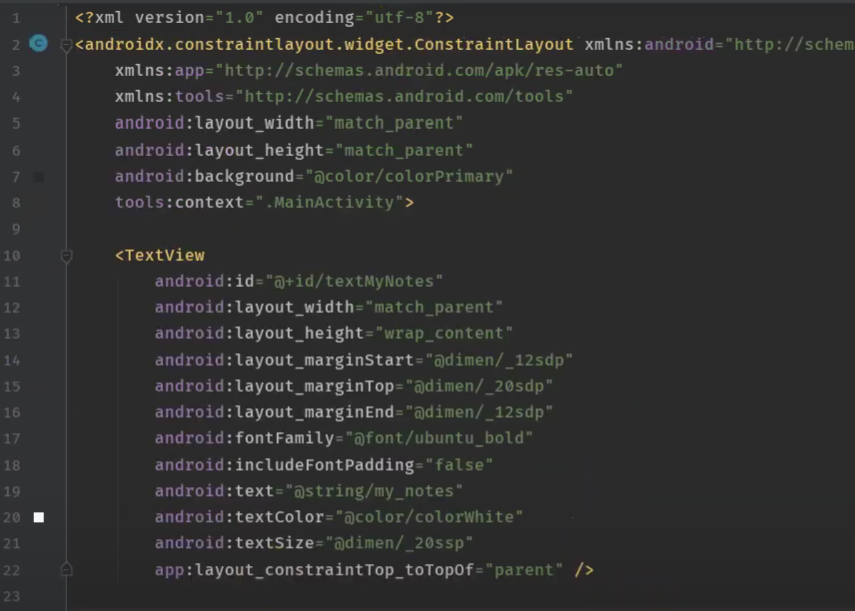 1 <?xml version="1.0" encoding="utf-8"?>
2 <androidx.constraintlayout.widget.ConstraintLayout xmlns:android="http://schem
3 xmlns:app="http://schemas.android.com/apk/res-auto"
4 xmlns:tools="http://schemas.android.com/tools"
5 android:layout_width="match_parent"
6 android:layout_height="match_parent"
7 android:background="@color/colorPrimary"
8 tools:context=".MainActivity">
9
10 <TextView
11 android:id="@+id/textMyNotes"
12 android:layout_width="match_parent"
13 android:layout_height="wrap_content"
14 android:layout_marginStart="@dimen/_12sdp"
15 android:layout_marginTop="@dimen/_20sdp"
16 android:layout_marginEnd="@dimen/_12sdp"
17 android:fontFamily="@font/ubuntu_bold"
18 android:includeFontPadding="false"
19 android:text="@string/my_notes"
20 android:textColor="@color/colorWhite"
21 android:textSize="@dimen/_20ssp"
22 app:layout_constraintTop_toTopOf="parent" />
23